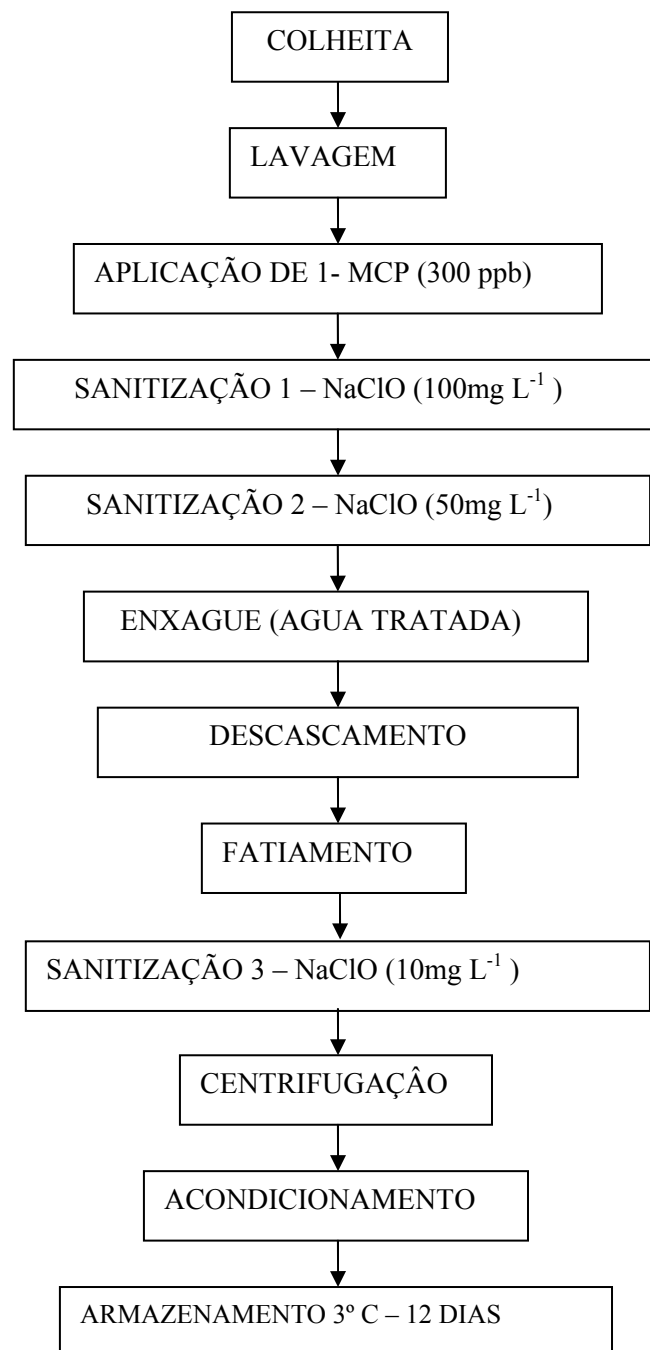 COLHEITA
LAVAGEM
APLICAÇÃO DE 1- MCP (300 ppb)
SANITIZAÇÃO 1 – NaClO (100mg L⁻¹ )
SANITIZAÇÃO 2 – NaClO (50mg L⁻¹)
ENXAGUE (AGUA TRATADA)
DESCASCAMENTO
FATIAMENTO
SANITIZAÇÃO 3 – NaClO (10mg L⁻¹ )
CENTRIFUGAÇÂO
ACONDICIONAMENTO
ARMAZENAMENTO 3º C – 12 DIAS